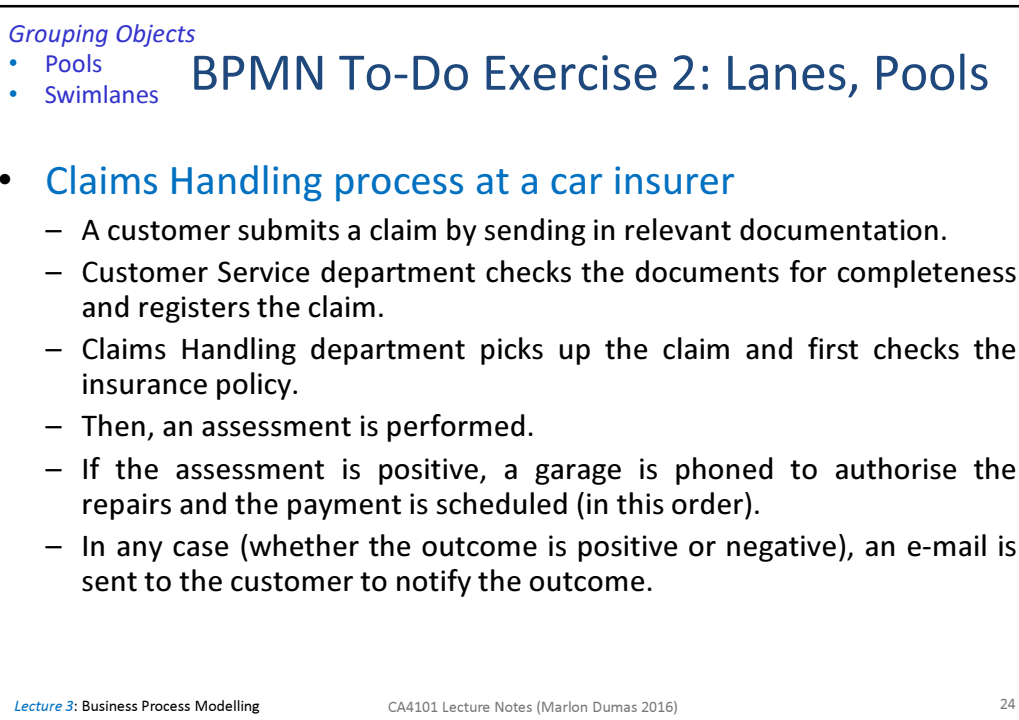 Grouping Objects
• Pools
• Swimlanes
BPMN To-Do Exercise 2: Lanes, Pools
• Claims Handling process at a car insurer
– A customer submits a claim by sending in relevant documentation.
– Customer Service department checks the documents for completeness
and registers the claim.
– Claims Handling department picks up the claim and first checks the
insurance policy.
– Then, an assessment is performed.
– If the assessment is positive, a garage is phoned to authorise the
repairs and the payment is scheduled (in this order).
– In any case (whether the outcome is positive or negative), an e-mail is
sent to the customer to notify the outcome.
Lecture 3: Business Process Modelling
CA4101 Lecture Notes (Marlon Dumas 2016)
24